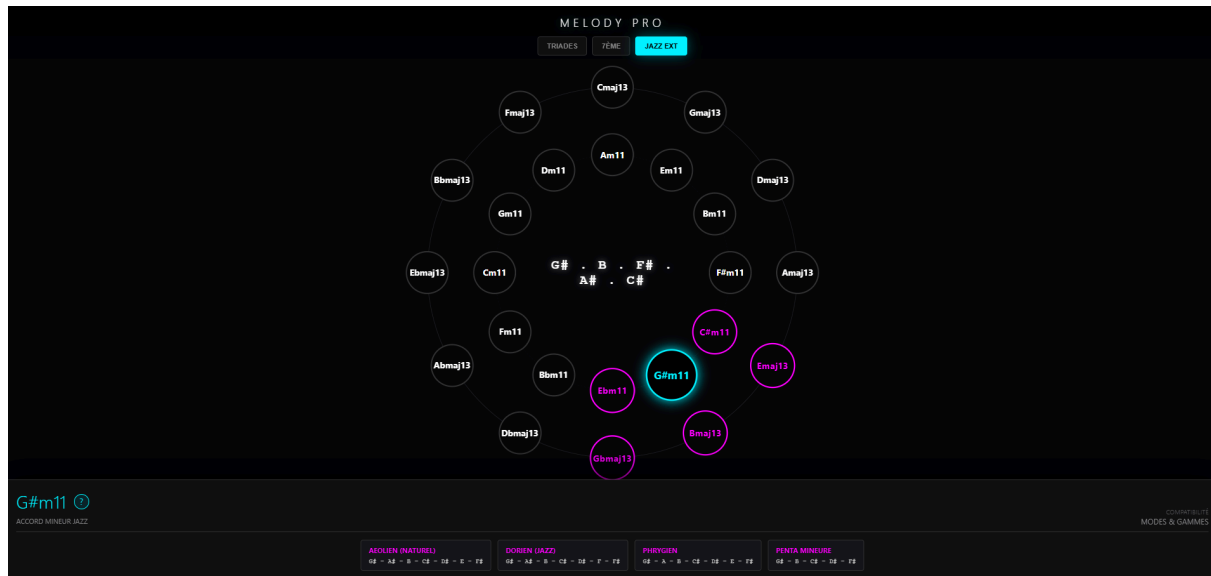 MELODY PRO
TRIADES 7ÈME JAZZ EXT
Cmaj13
Fmaj13 Gmaj13
Am11
Dm11 Em11
Bbmaj13 Dmaj13
Gm11 Bm11
G# . B . F# .
A# . C#
Ebmaj13 Cm11 F#m11 Amaj13
Fm11 C#m11
Abmaj13 Emaj13
Bbm11 G#m11
Ebm11
Dbmaj13 Bmaj13
Gbmaj13
G#m11 ?
ACCORD MINEUR JAZZ
COMPATIBILITÉ
MODES & GAMMES
AEOLIEN (NATUREL)
G# - A# - B - C# - D# - E - F#
DORIEN (JAZZ)
G# - A# - B - C# - D# - F - F#
PHRYGIEN
G# - A - B - C# - D# - E - F#
PENTA MINEURE
G# - B - C# - D# - F#